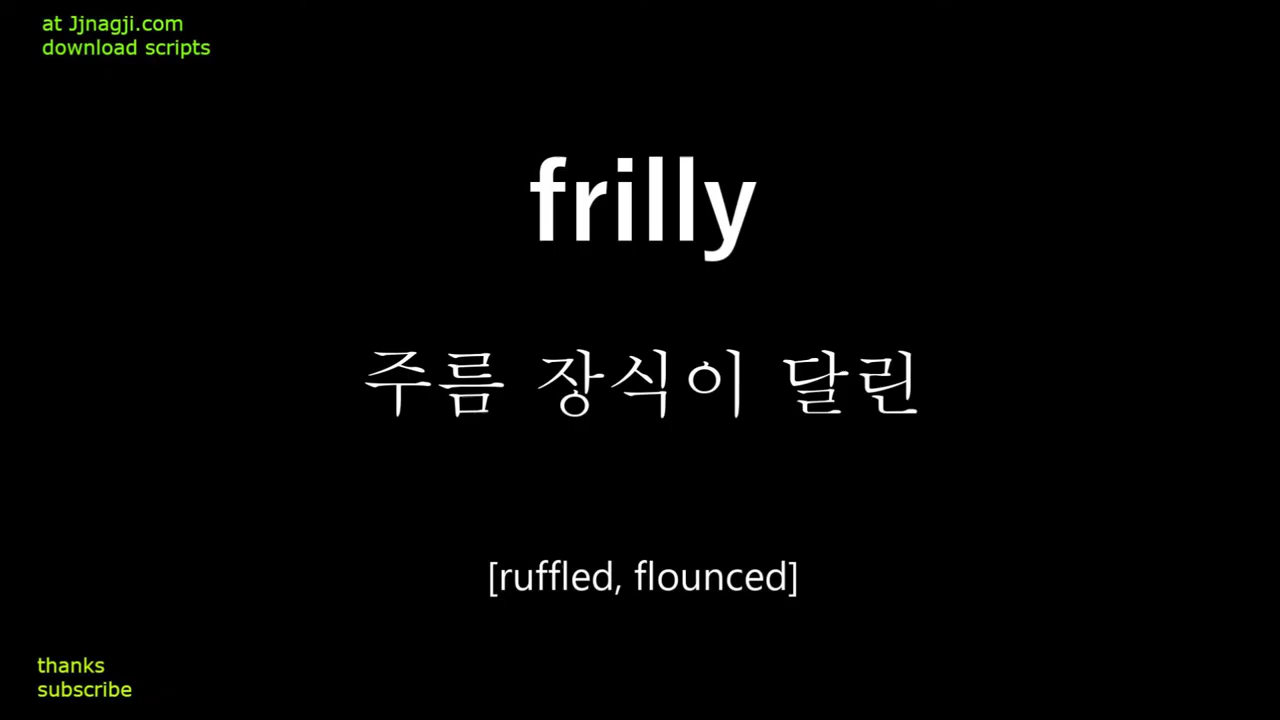 at Jjnagji.com
download scripts
frilly
주름 장식이 달린
[ruffled, flounced]
thanks
subscribe